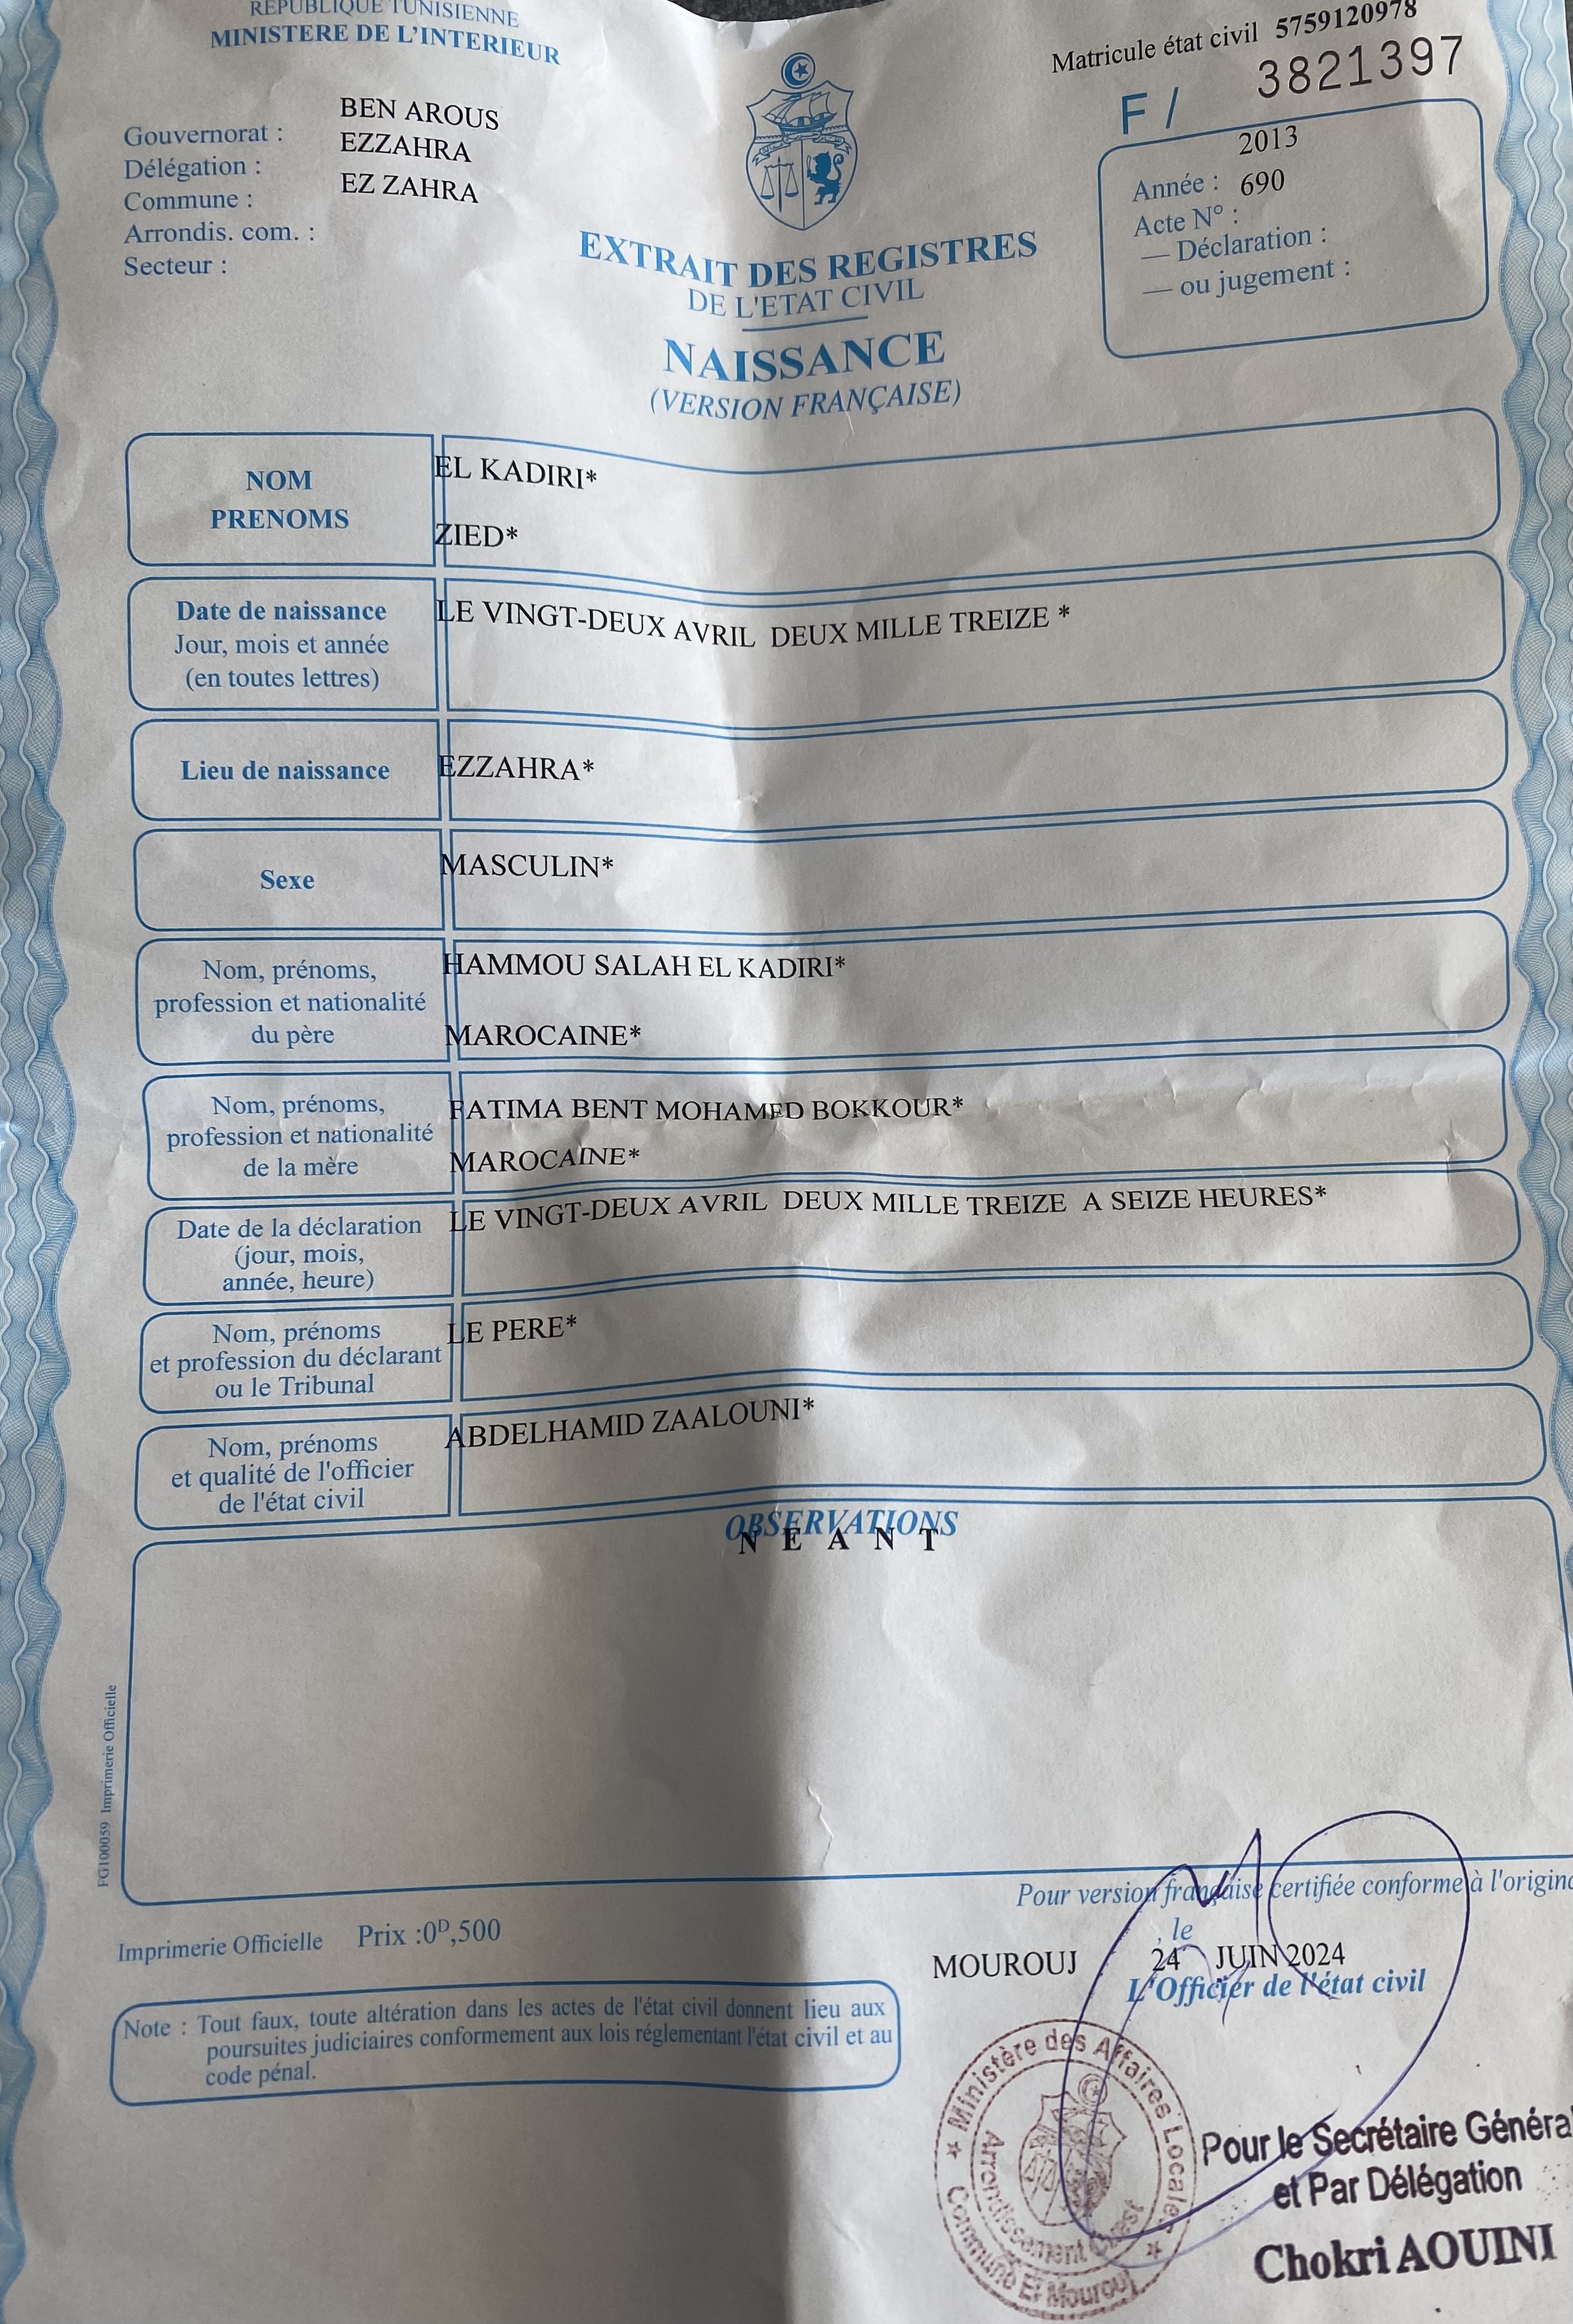 REPUBLIQUE TUNISIENNE
MINISTERE DE L'INTERIEUR
Matricule état civil 5759120978
F / 3821397
Gouvernorat : BEN AROUS
Délégation : EZZAHRA
Commune : EZ ZAHRA
Arrondis. com. :
Secteur :
2013
Année :
690
Acte N° :
— Déclaration :
— ou jugement :
EXTRAIT DES REGISTRES
DE L'ETAT CIVIL
NAISSANCE
(VERSION FRANÇAISE)
NOM
PRENOMS
EL KADIRI*
ZIED*
Date de naissance
Jour, mois et année
(en toutes lettres)
LE VINGT-DEUX AVRIL DEUX MILLE TREIZE *
Lieu de naissance
EZZAHRA*
Sexe
MASCULIN*
Nom, prénoms,
profession et nationalité
du père
HAMMOU SALAH EL KADIRI*
MAROCAINE*
Nom, prénoms,
profession et nationalité
de la mère
FATIMA BENT MOHAMED BOKKOUR*
MAROCAINE*
Date de la déclaration
(jour, mois,
année, heure)
LE VINGT-DEUX AVRIL DEUX MILLE TREIZE A SEIZE HEURES*
Nom, prénoms
et profession du déclarant
ou le Tribunal
LE PERE*
Nom, prénoms
et qualité de l'officier
de l'état civil
ABDELHAMID ZAALOUNI*
OBSERVATIONS
N E A N T
FG100059 Imprimerie Officielle
Pour version française certifiée conforme à l'origina
, le
MOUROUJ : 24 JUIN 2024
L'Officier de l'état civil
Imprimerie Officielle Prix :0D,500
Note : Tout faux, toute altération dans les actes de l'état civil donnent lieu aux
poursuites judiciaires conformement aux lois réglementant l'état civil et au
code pénal.
Ministère des Affaires Locales
Arrondissement Ouest
Commune El Mourouj
Pour le Secrétaire Général
et Par Délégation
Chokri AOUINI